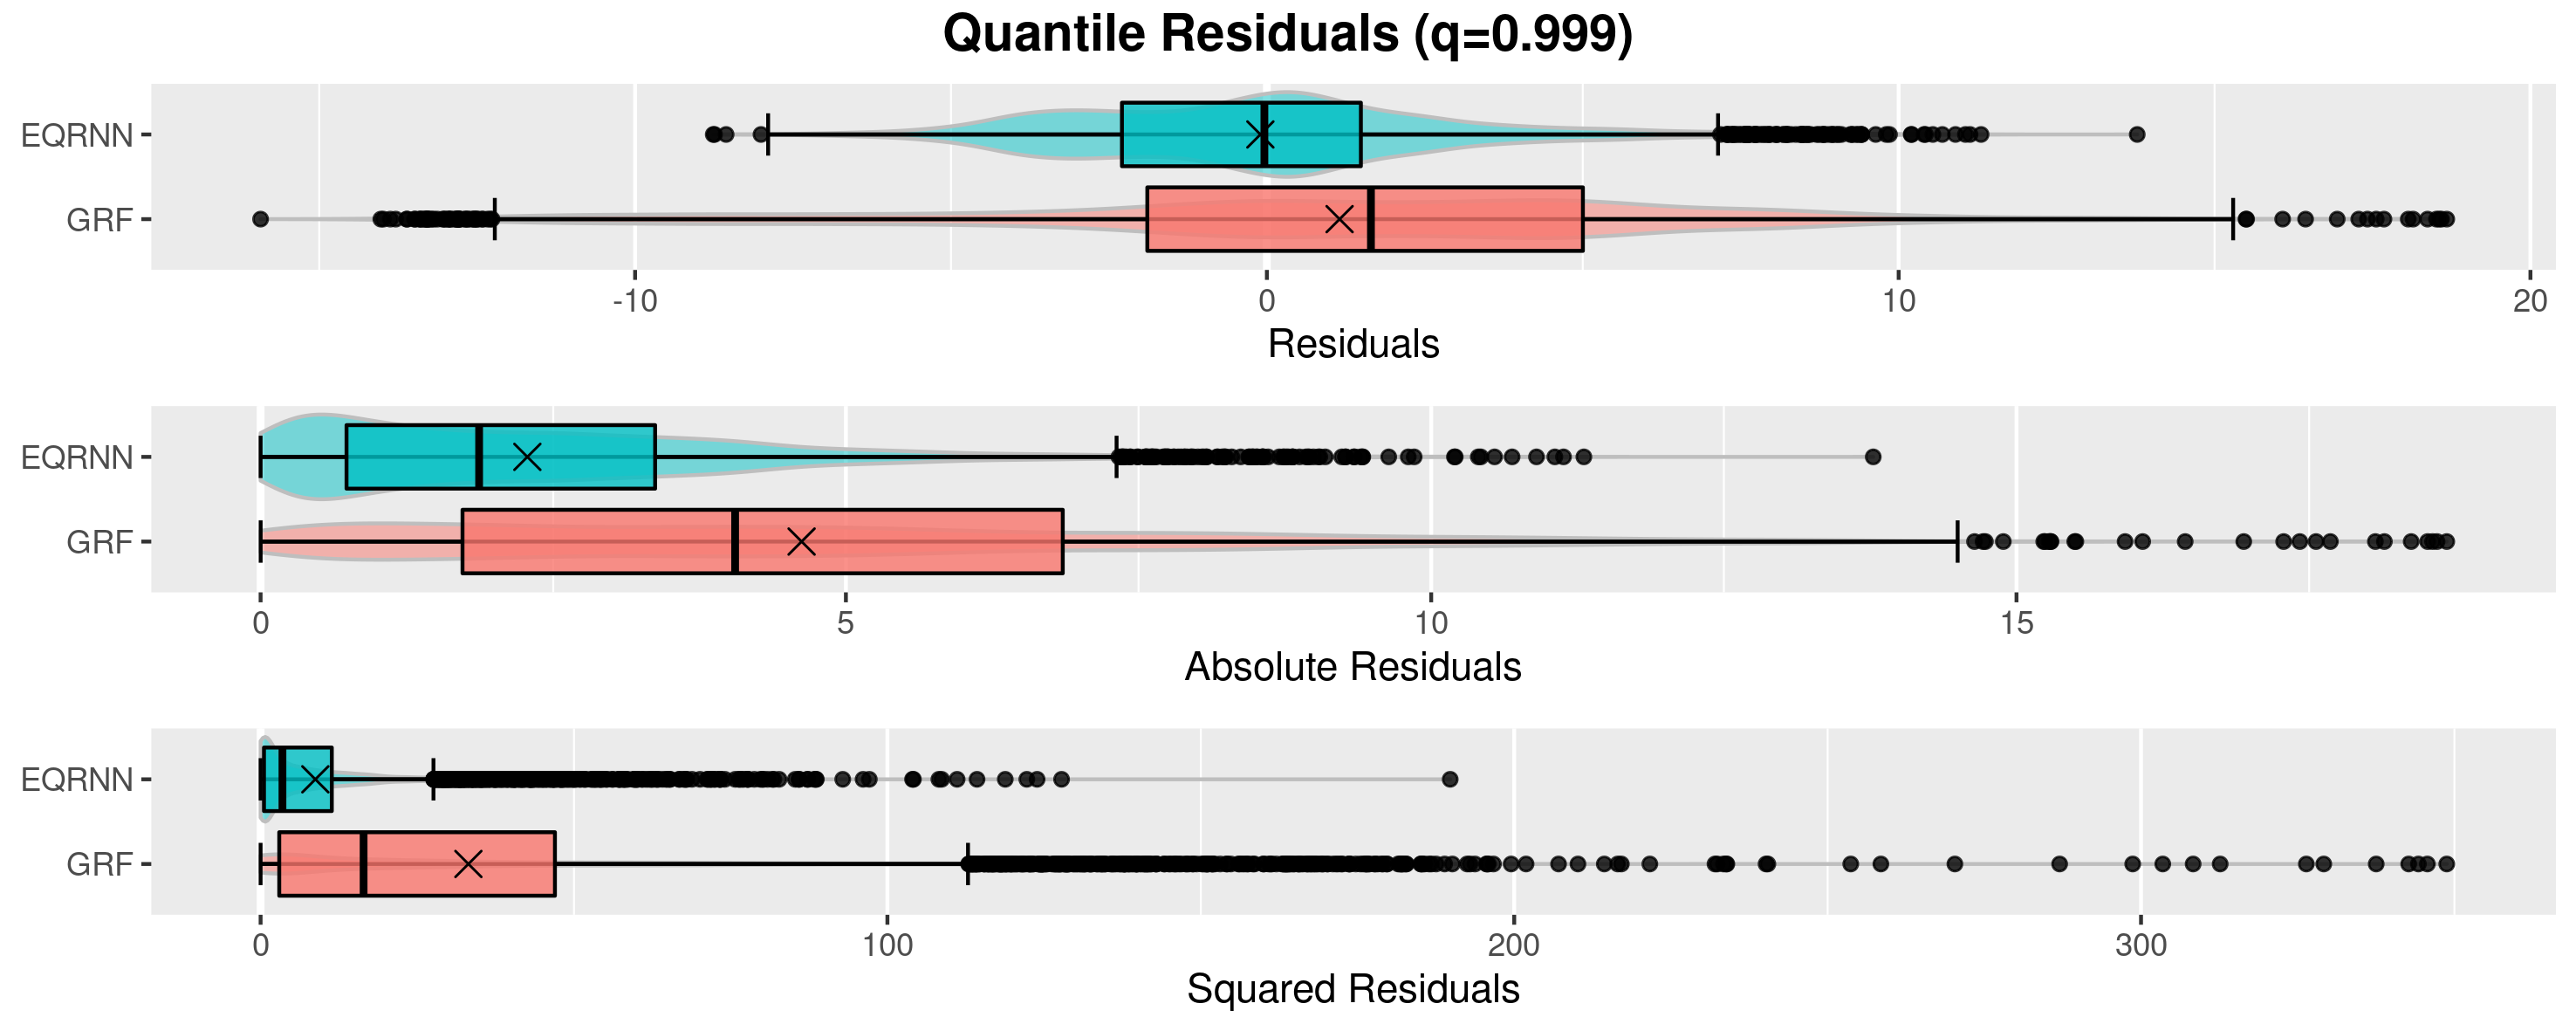 Quantile Residuals (q=0.999)
EQRNN
GRF
-10 0 10 20
Residuals
EQRNN
GRF
0 5 10 15
Absolute Residuals
EQRNN
GRF
0 100 200 300
Squared Residuals